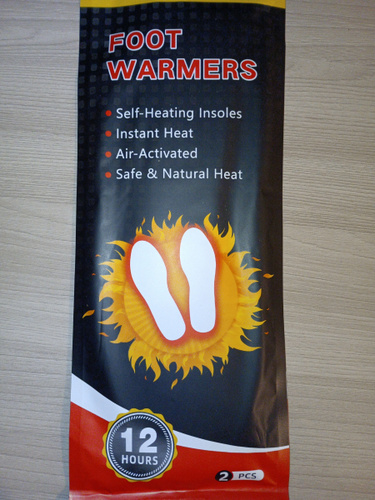 FOOT
WARMERS
• Self-Heating Insoles
• Instant Heat
• Air-Activated
• Safe & Natural Heat
12
HOURS
2 PCS